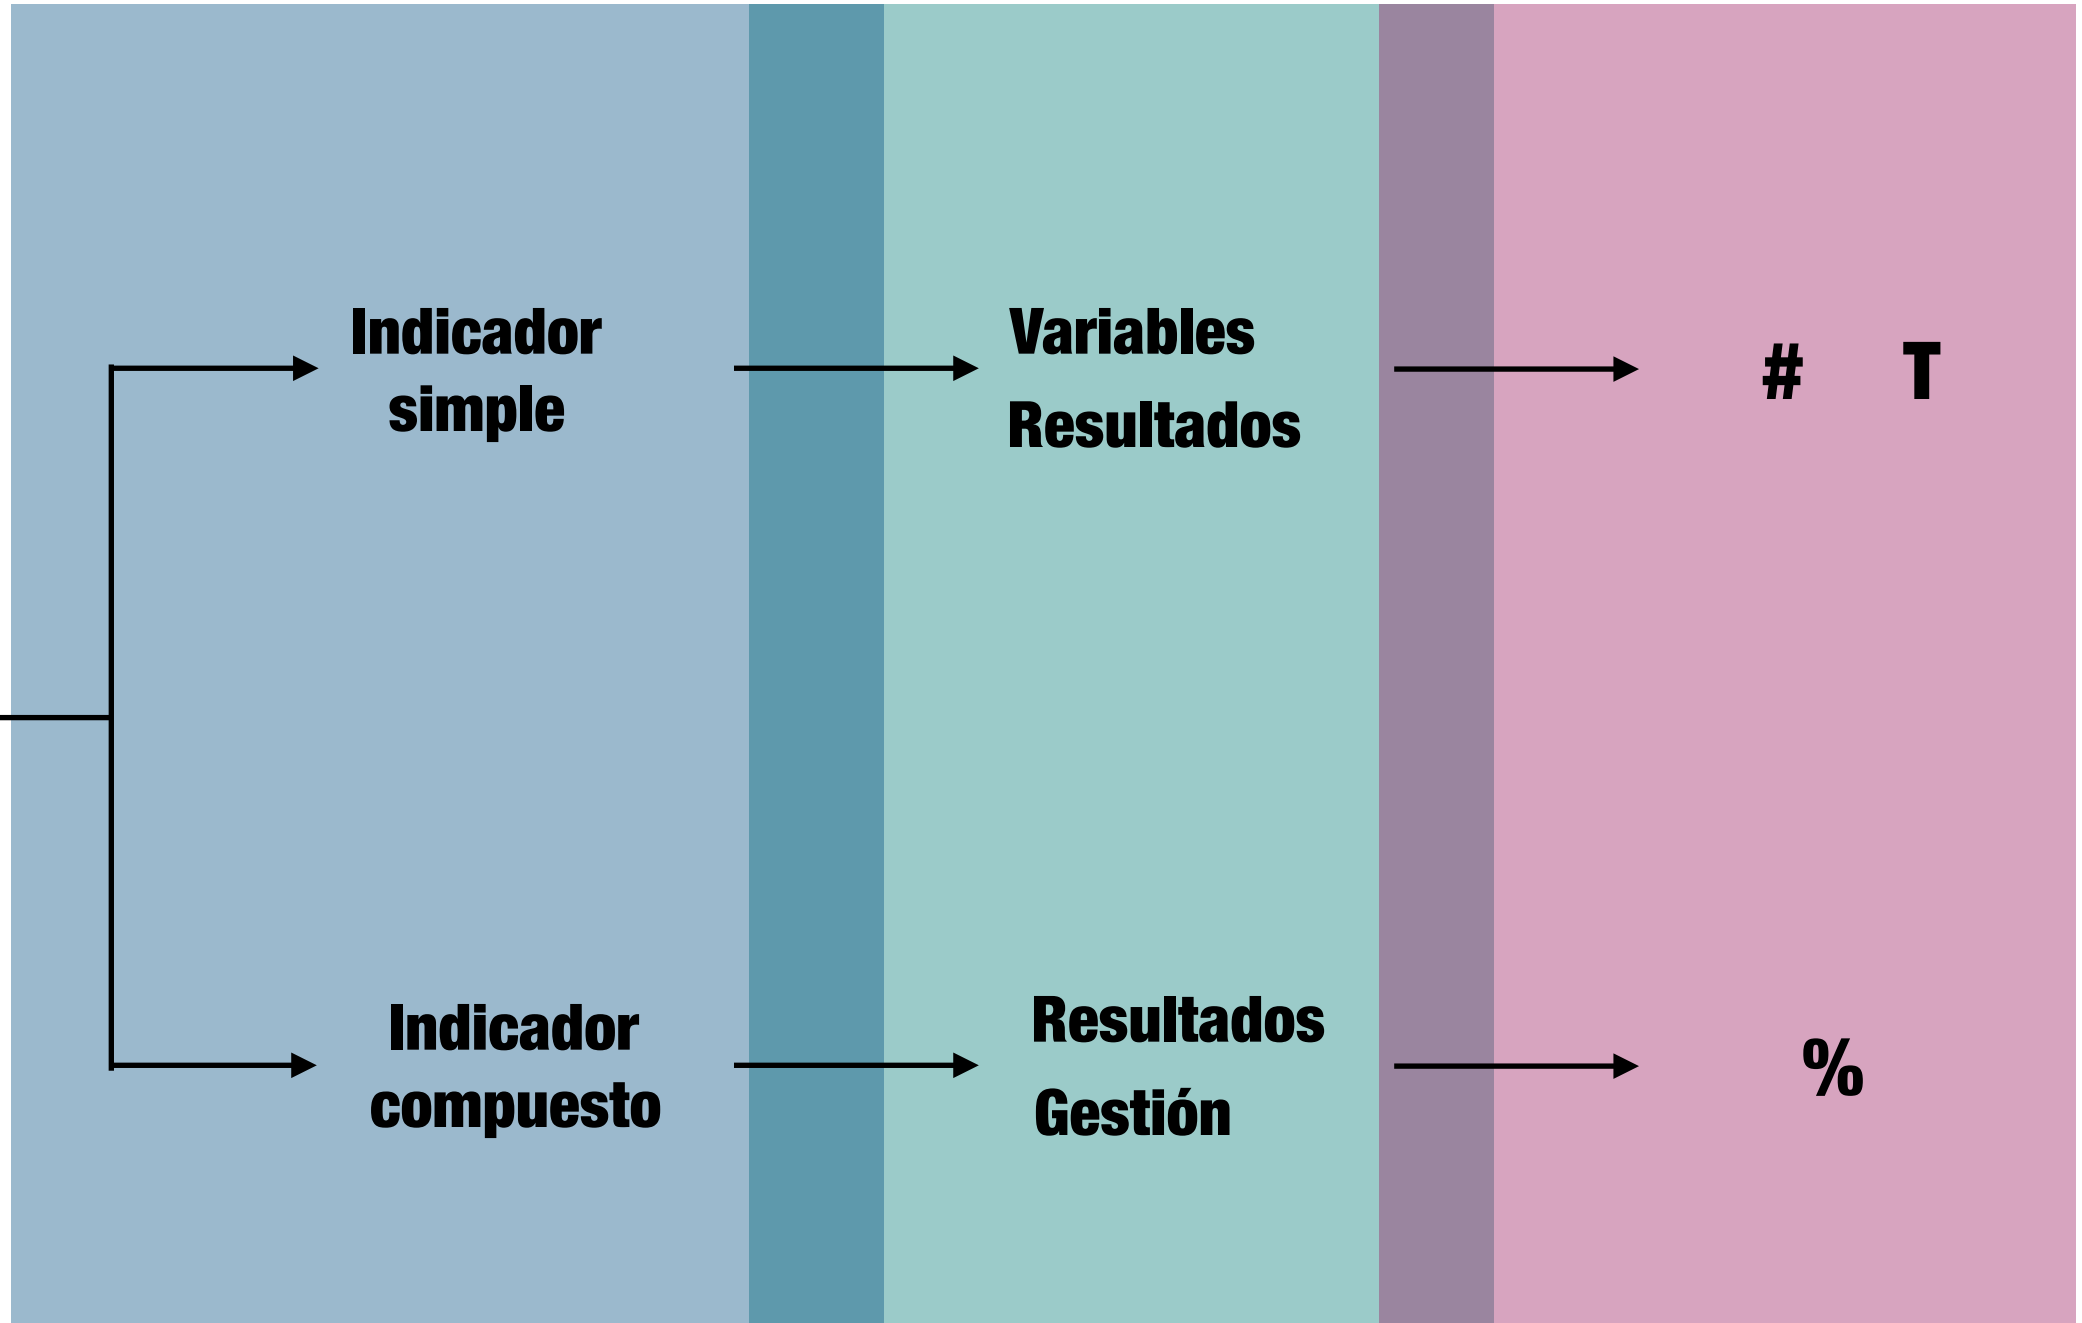 Indicador
simple
Variables
Resultados
# T
Indicador
compuesto
Resultados
Gestión
%